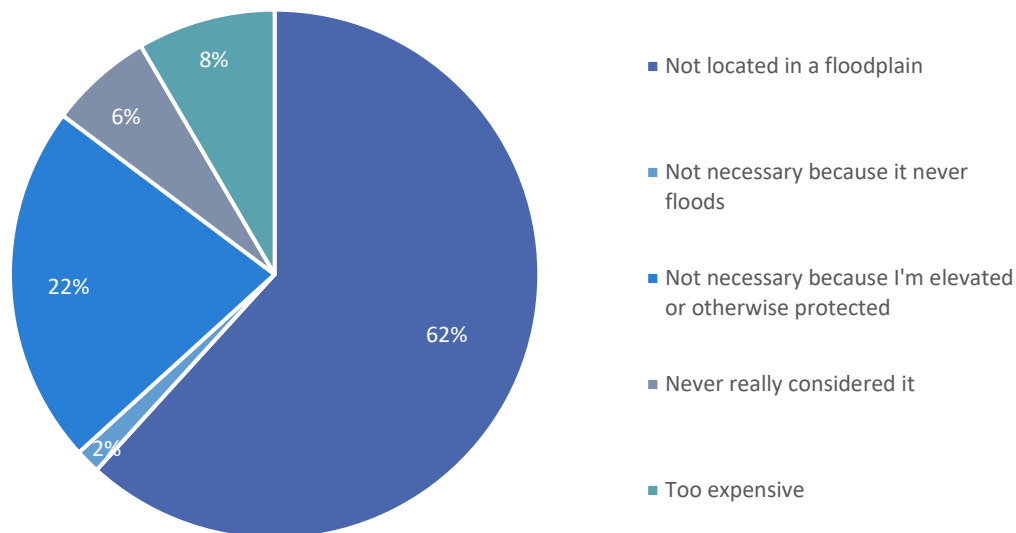 8%
6%
22%
62%
2%
Not located in a floodplain
Not necessary because it never
floods
Not necessary because I'm elevated
or otherwise protected
Never really considered it
Too expensive